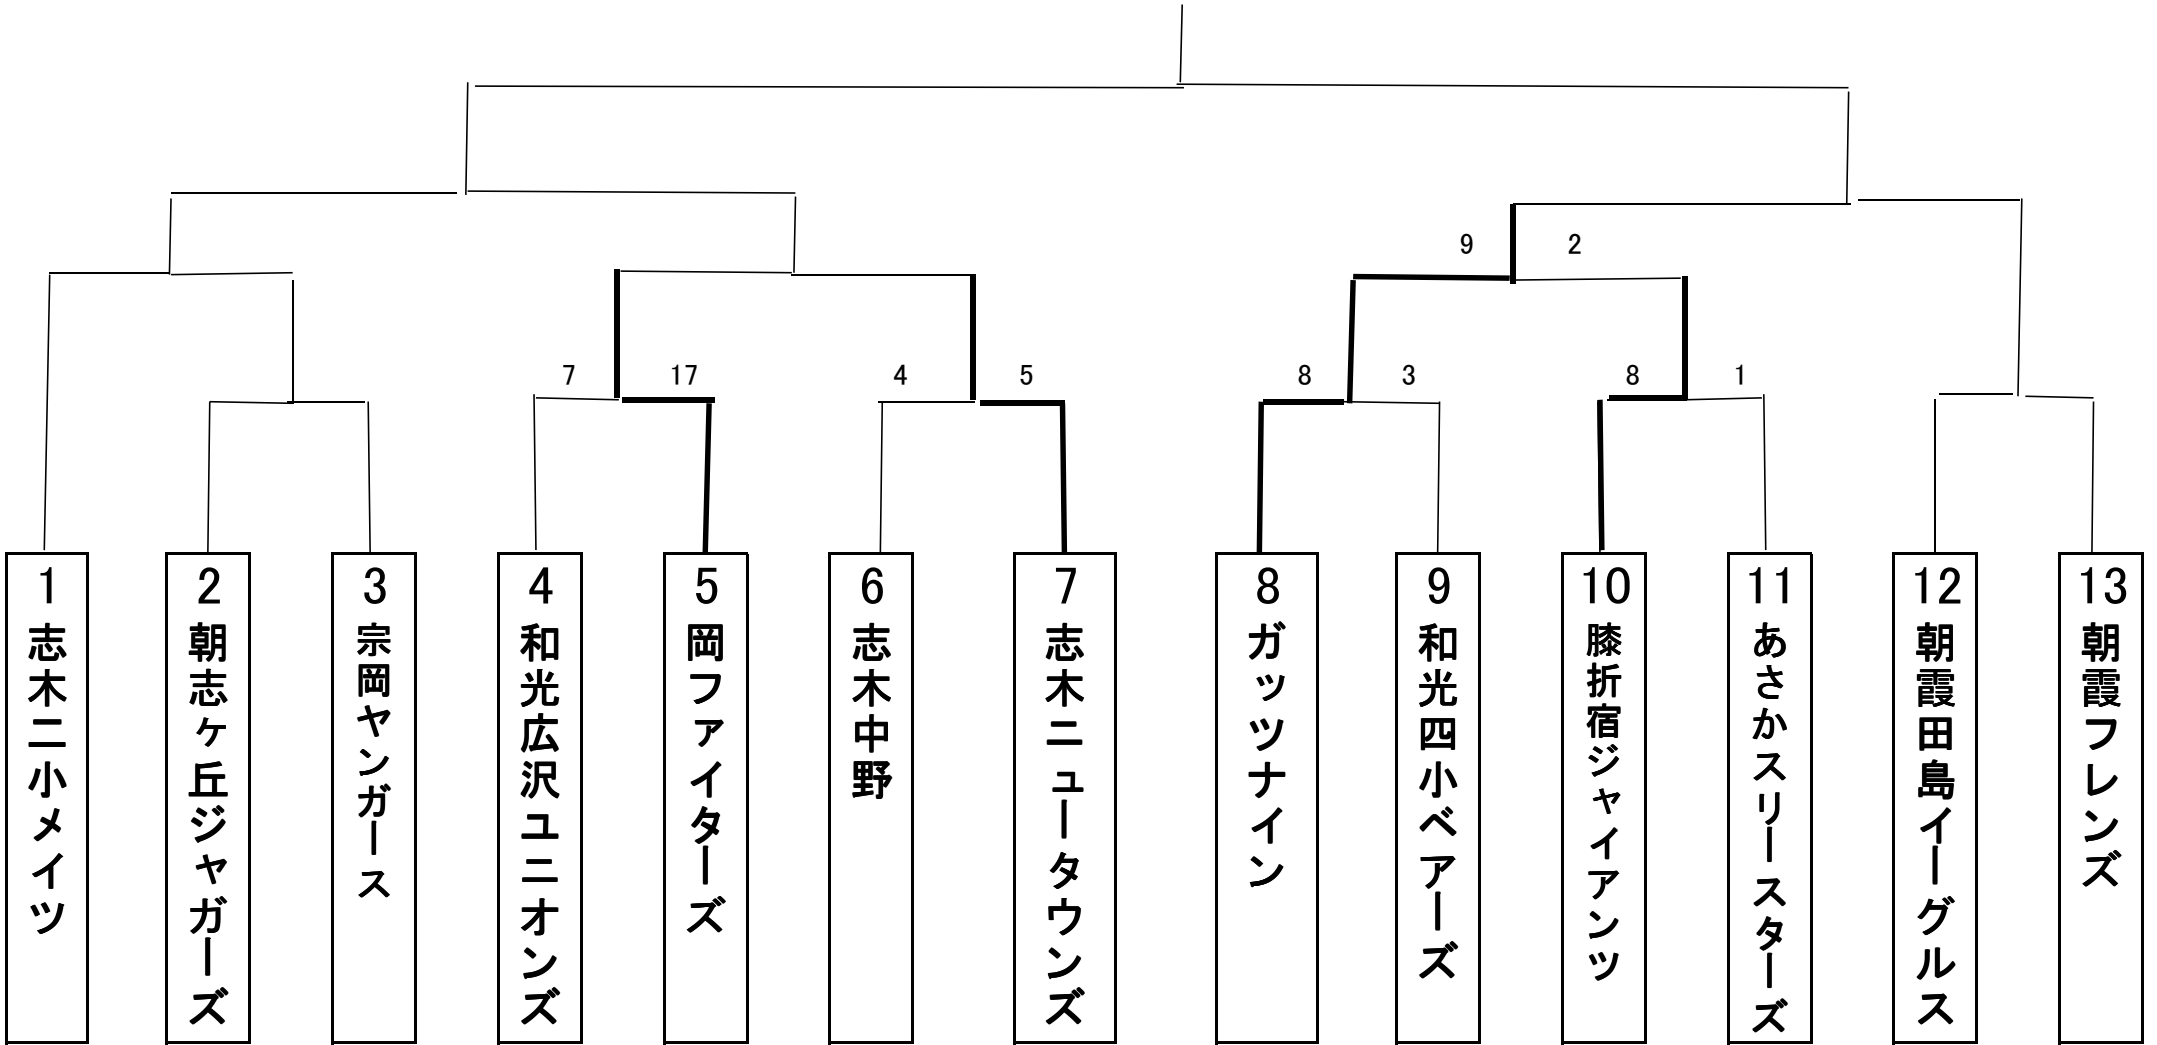 9 2
7 17 4 5 8 3 8 1
1 志木二小メイツ
2 朝志ヶ丘ジャガーズ
3 宗岡ヤンガース
4 和光広沢ユニオンズ
5 岡ファイターズ
6 志木中野
7 志木ニュータウンズ
8 ガッツナイン
9 和光四小ベアーズ
10 膝折宿ジャイアンツ
11 あさかスリースターズ
12 朝霞田島イーグルス
13 朝霞フレンズ